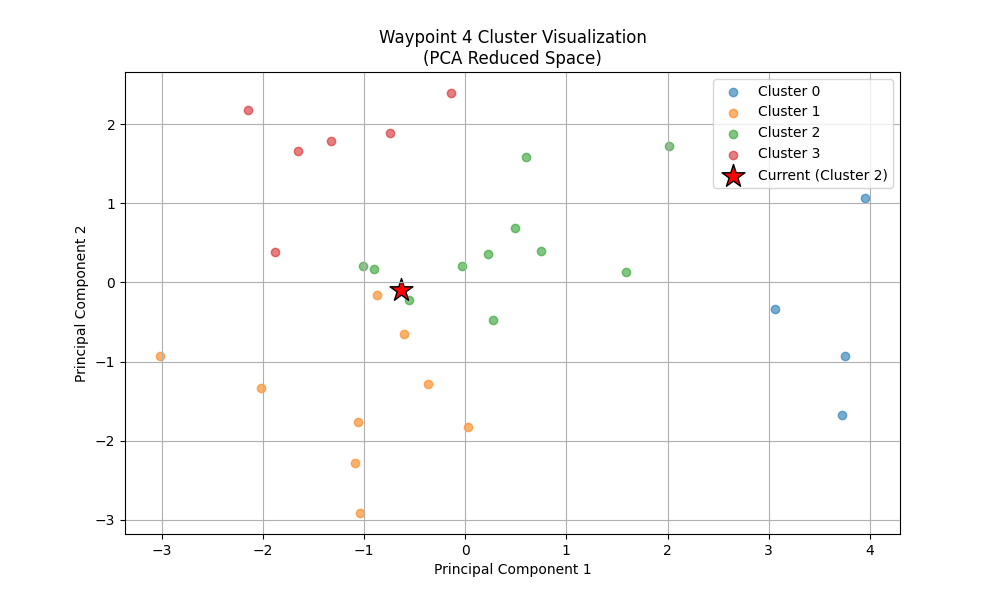 Waypoint 4 Cluster Visualization
(PCA Reduced Space)
Cluster 0
Cluster 1
Cluster 2
Cluster 3
Current (Cluster 2)
Principal Component 2
2
1
0
−1
−2
−3
−3
−2
−1
0
1
2
3
4
Principal Component 1